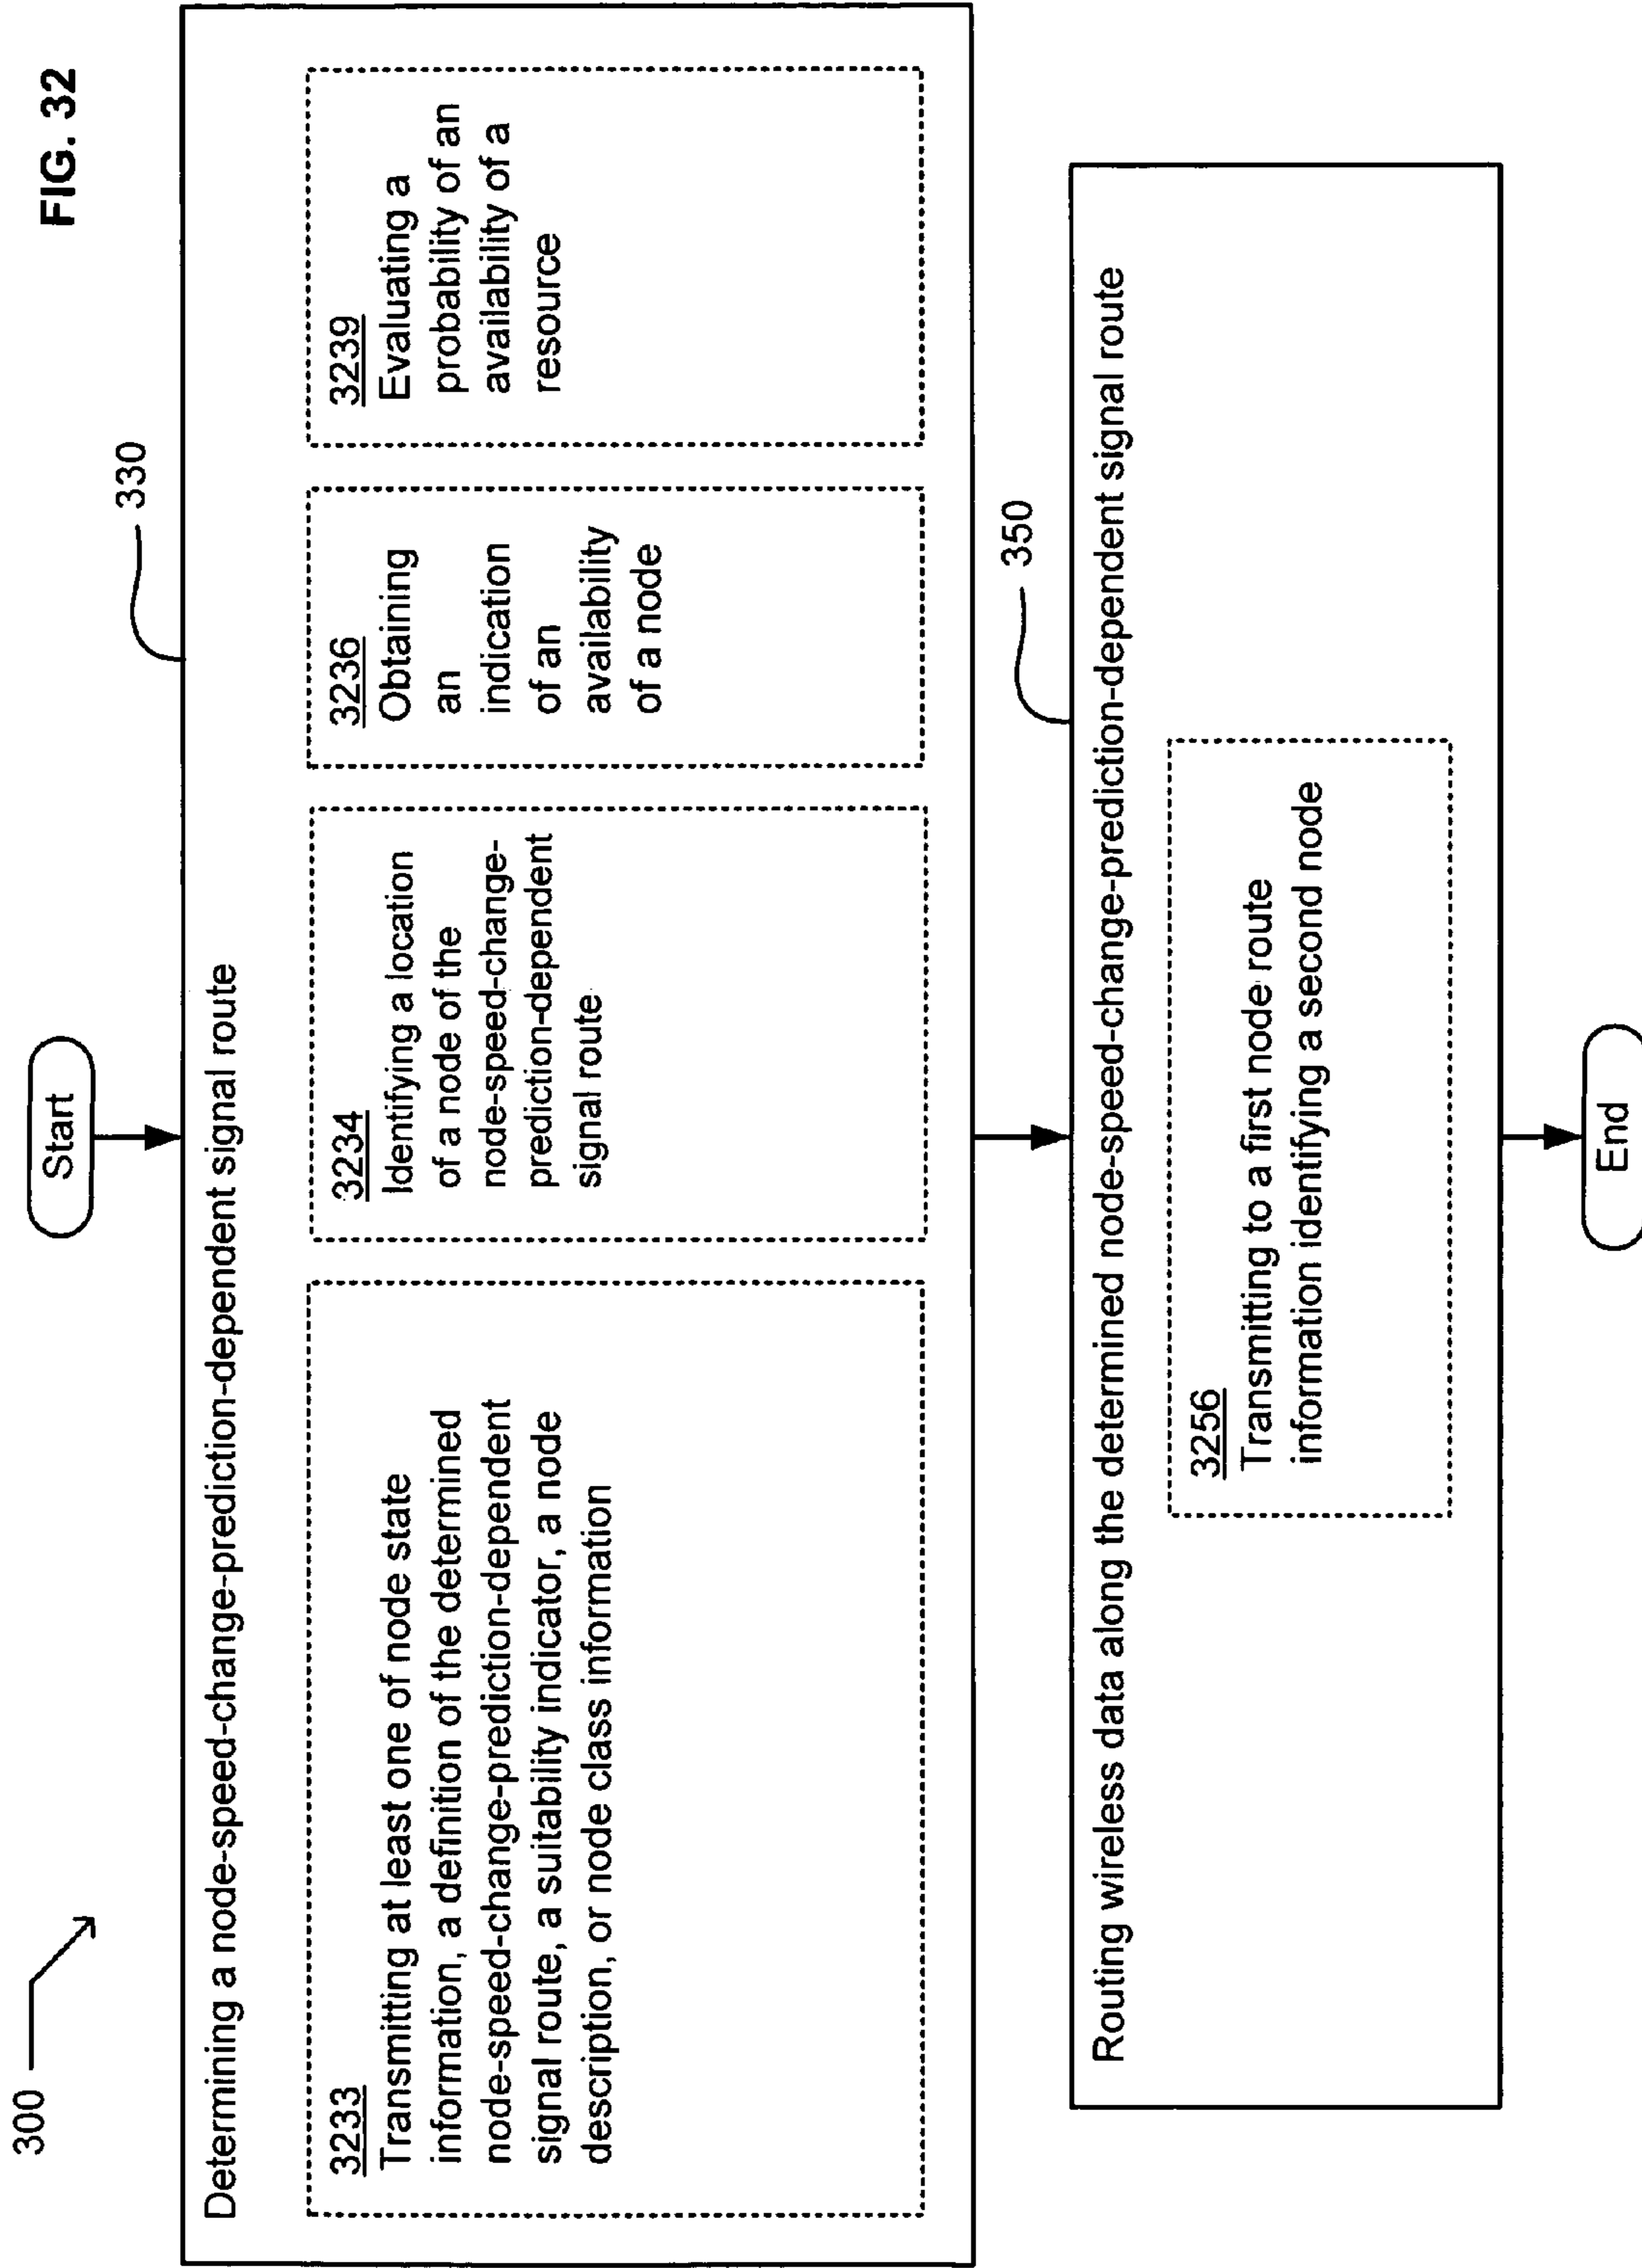 FIG. 32
300
Start
330
Determining a node-speed-change-prediction-dependent signal route
3233
Transmitting at least one of node state
information, a definition of the determined
node-speed-change-prediction-dependent
signal route, a suitability indicator, a node
description, or node class information
3234
Identifying a location
of a node of the
node-speed-change-
prediction-dependent
signal route
3236
Obtaining
an
indication
of an
availability
of a node
3239
Evaluating a
probability of an
availability of a
resource
350
Routing wireless data along the determined node-speed-change-prediction-dependent signal route
3256
Transmitting to a first node route
information identifying a second node
End